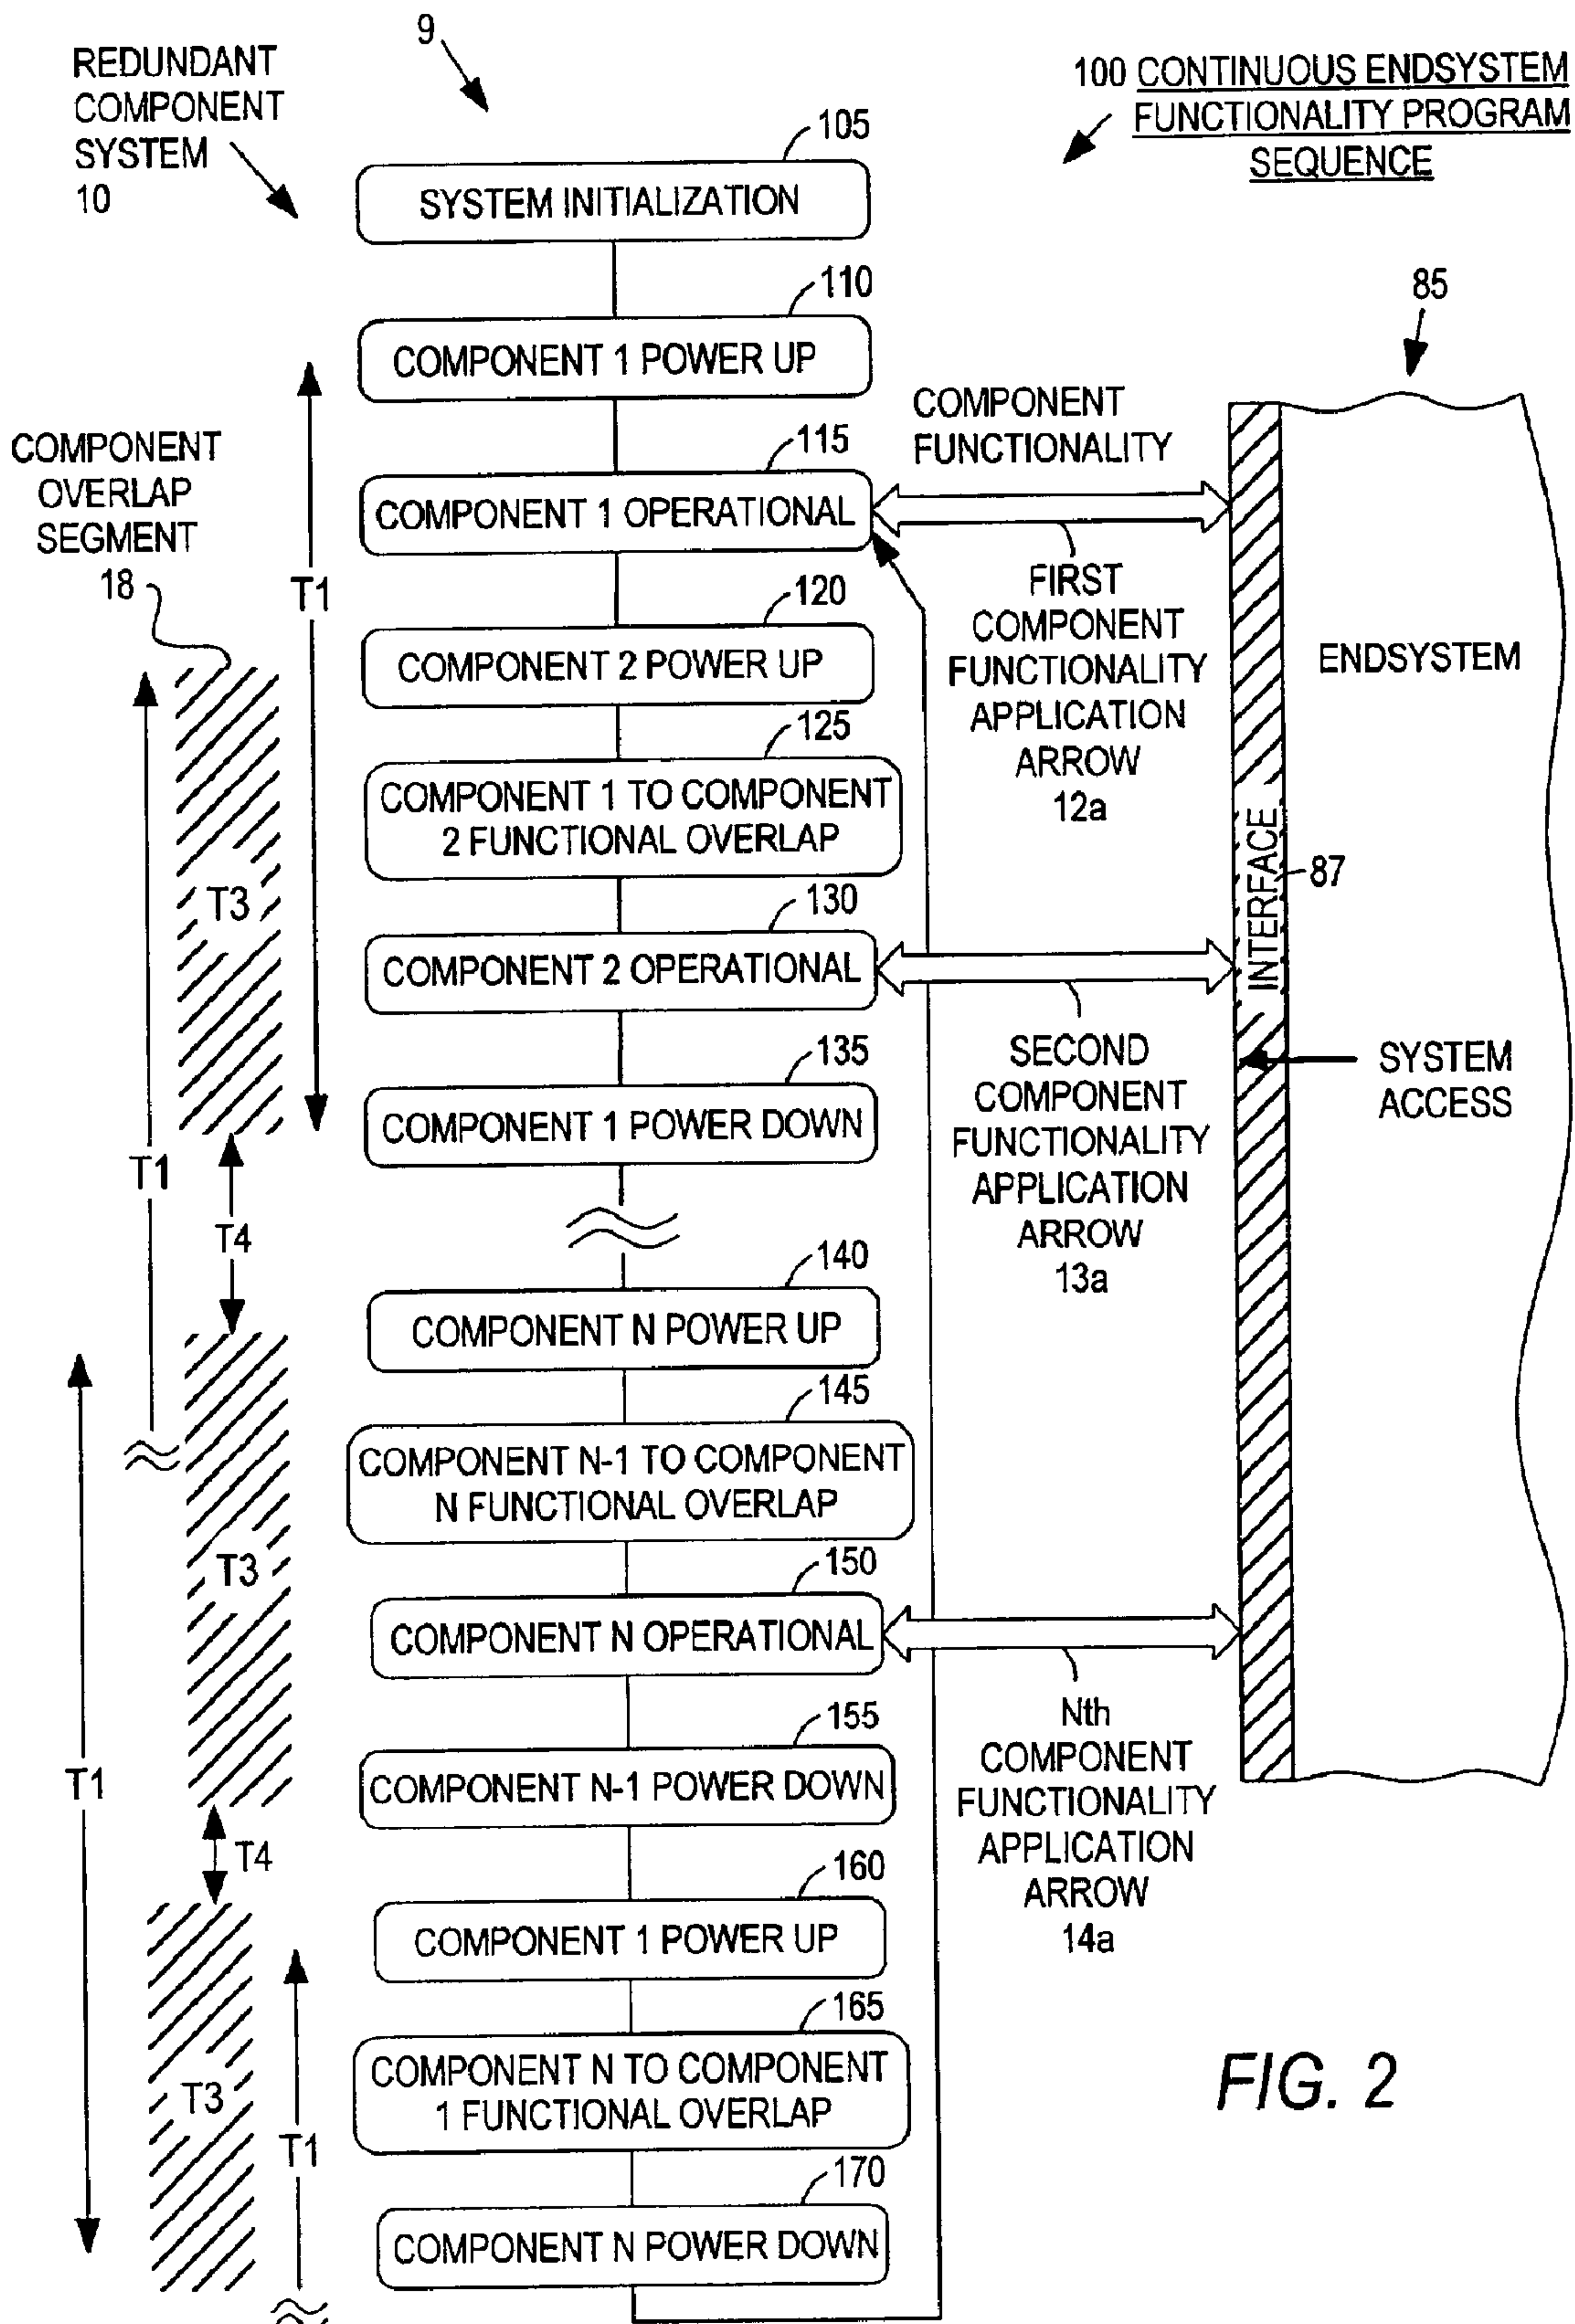 9
REDUNDANT
COMPONENT
SYSTEM
10
100 CONTINUOUS ENDSYSTEM
FUNCTIONALITY PROGRAM
SEQUENCE
105
SYSTEM INITIALIZATION
110
COMPONENT 1 POWER UP
85
COMPONENT
FUNCTIONALITY
115
COMPONENT 1 OPERATIONAL
COMPONENT
OVERLAP
SEGMENT
18
T1
FIRST
COMPONENT
FUNCTIONALITY
APPLICATION
ARROW
12a
120
COMPONENT 2 POWER UP
ENDSYSTEM
125
COMPONENT 1 TO COMPONENT
2 FUNCTIONAL OVERLAP
INTERFACE
87
T3
130
COMPONENT 2 OPERATIONAL
SECOND
COMPONENT
FUNCTIONALITY
APPLICATION
ARROW
13a
SYSTEM
ACCESS
135
COMPONENT 1 POWER DOWN
T1
T4
140
COMPONENT N POWER UP
145
COMPONENT N-1 TO COMPONENT
N FUNCTIONAL OVERLAP
T3
150
COMPONENT N OPERATIONAL
Nth
COMPONENT
FUNCTIONALITY
APPLICATION
ARROW
14a
155
COMPONENT N-1 POWER DOWN
T1
T4
160
COMPONENT 1 POWER UP
165
COMPONENT N TO COMPONENT
1 FUNCTIONAL OVERLAP
T3
T1
170
COMPONENT N POWER DOWN
FIG. 2